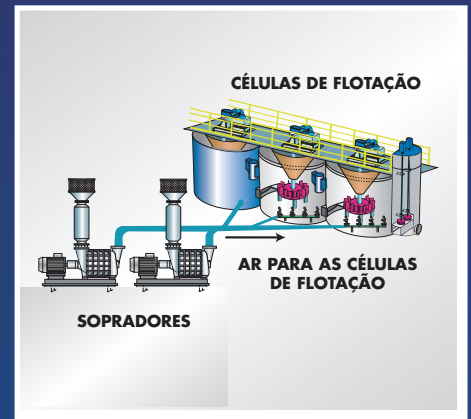 CÉLULAS DE FLOTAÇÃO
AR PARA AS CÉLULAS
DE FLOTAÇÃO
SOPRADORES